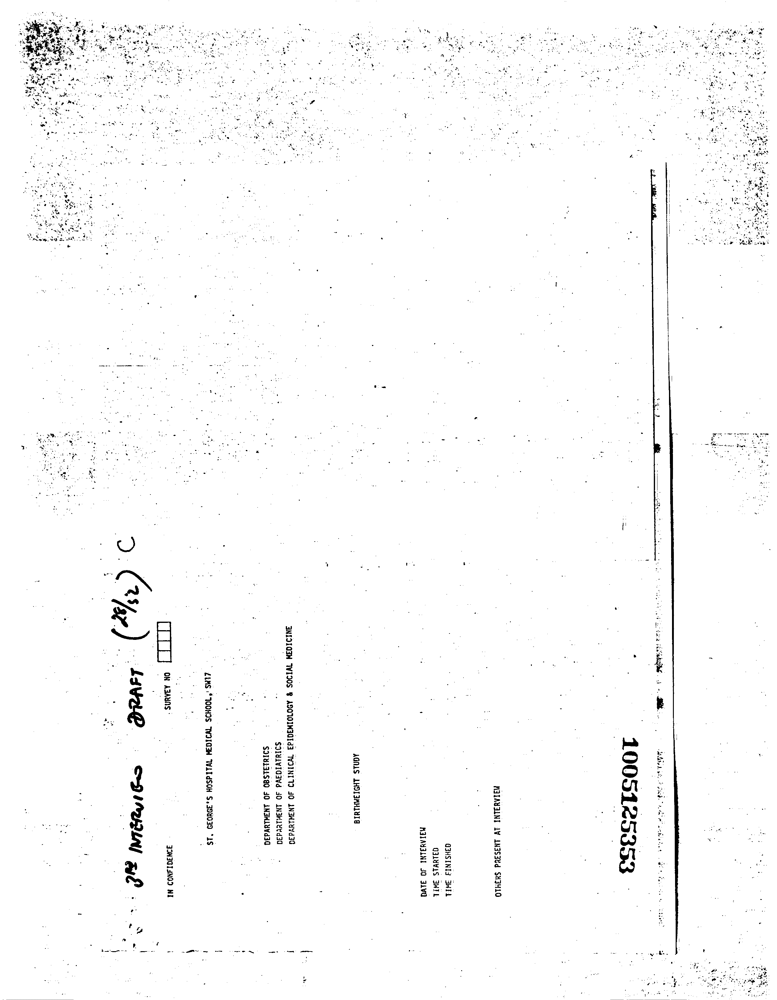 3RD INTERVIEW DRAFT (28/52) C
IN CONFIDENCE SURVEY NO
ST. GEORGE'S HOSPITAL MEDICAL SCHOOL, SW17
DEPARTMENT OF OBSTETRICS
DEPARTMENT OF PAEDIATRICS
DEPARTMENT OF CLINICAL EPIDEMIOLOGY & SOCIAL MEDICINE
BIRTHWEIGHT STUDY
DATE OF INTERVIEW
TIME STARTED
TIME FINISHED
OTHERS PRESENT AT INTERVIEW
1005125353